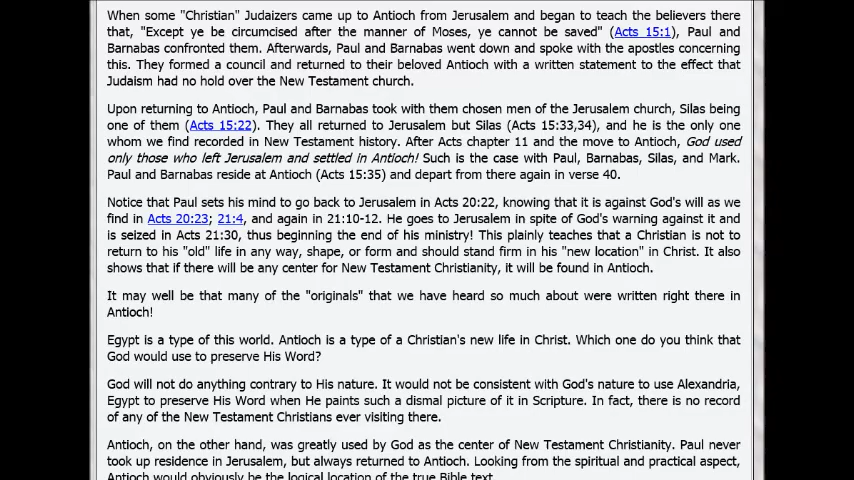 When some "Christian" Judaizers came up to Antioch from Jerusalem and began to teach the believers there
that, "Except ye be circumcised after the manner of Moses, ye cannot be saved" (Acts 15:1), Paul and
Barnabas confronted them. Afterwards, Paul and Barnabas went down and spoke with the apostles concerning
this. They formed a council and returned to their beloved Antioch with a written statement to the effect that
Judaism had no hold over the New Testament church.
Upon returning to Antioch, Paul and Barnabas took with them chosen men of the Jerusalem church, Silas being
one of them (Acts 15:22). They all returned to Jerusalem but Silas (Acts 15:33,34), and he is the only one
whom we find recorded in New Testament history. After Acts chapter 11 and the move to Antioch, God used
only those who left Jerusalem and settled in Antioch! Such is the case with Paul, Barnabas, Silas, and Mark.
Paul and Barnabas reside at Antioch (Acts 15:35) and depart from there again in verse 40.
Notice that Paul sets his mind to go back to Jerusalem in Acts 20:22, knowing that it is against God's will as we
find in Acts 20:23; 21:4, and again in 21:10-12. He goes to Jerusalem in spite of God's warning against it and
is seized in Acts 21:30, thus beginning the end of his ministry! This plainly teaches that a Christian is not to
return to his "old" life in any way, shape, or form and should stand firm in his "new location" in Christ. It also
shows that if there will be any center for New Testament Christianity, it will be found in Antioch.
It may well be that many of the "originals" that we have heard so much about were written right there in
Antioch!
Egypt is a type of this world. Antioch is a type of a Christian's new life in Christ. Which one do you think that
God would use to preserve His Word?
God will not do anything contrary to His nature. It would not be consistent with God's nature to use Alexandria,
Egypt to preserve His Word when He paints such a dismal picture of it in Scripture. In fact, there is no record
of any of the New Testament Christians ever visiting there.
Antioch, on the other hand, was greatly used by God as the center of New Testament Christianity. Paul never
took up residence in Jerusalem, but always returned to Antioch. Looking from the spiritual and practical aspect,
Antioch would obviously be the logical location of the true Bible text.